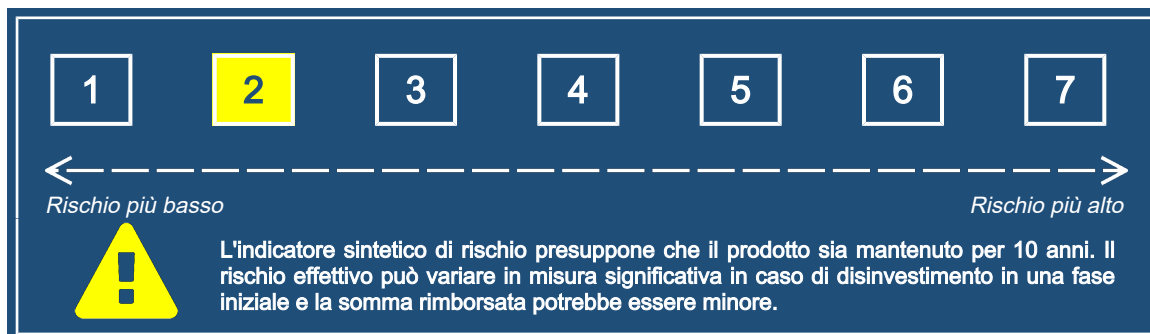 1 2 3 4 5 6 7
Rischio più basso Rischio più alto
L'indicatore sintetico di rischio presuppone che il prodotto sia mantenuto per 10 anni. Il
rischio effettivo può variare in misura significativa in caso di disinvestimento in una fase
iniziale e la somma rimborsata potrebbe essere minore.